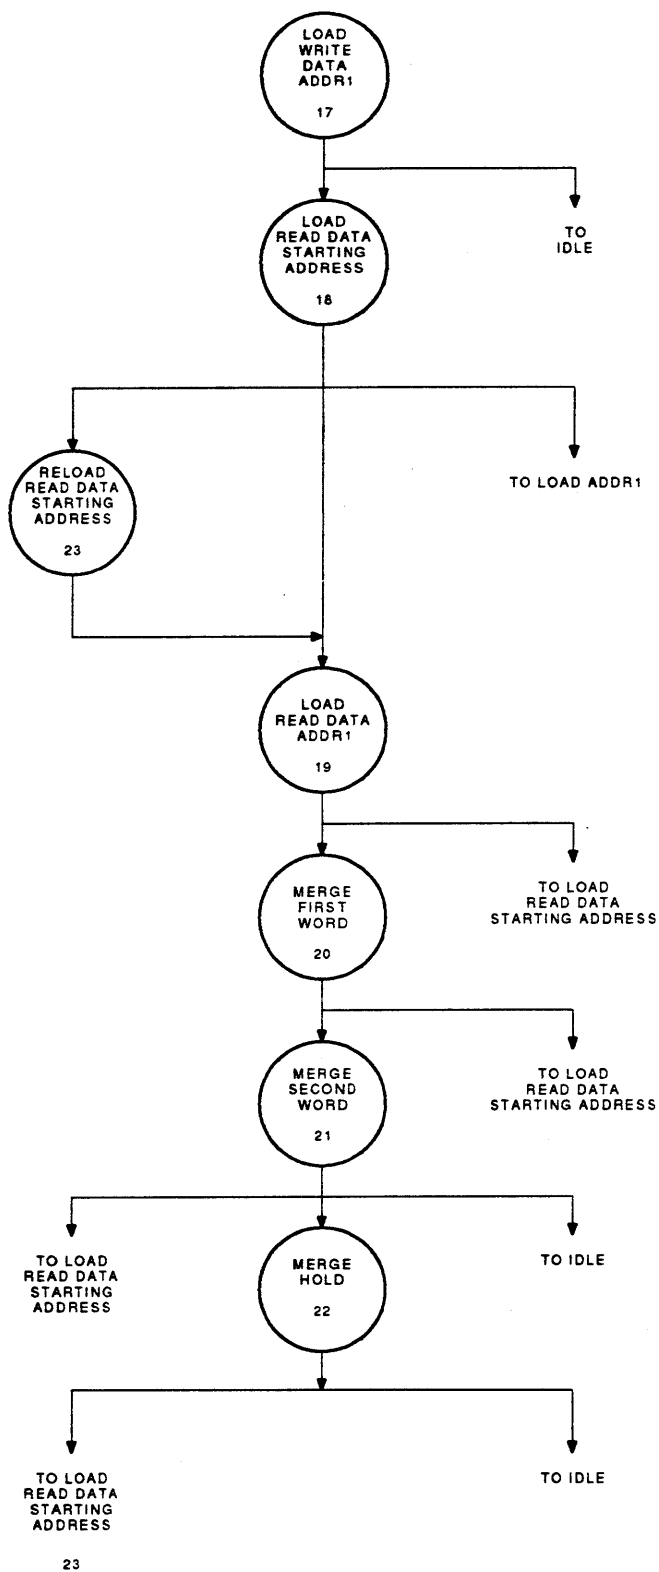 LOAD
WRITE
DATA
ADDR1
17
TO
IDLE
LOAD
READ DATA
STARTING
ADDRESS
18
RELOAD
READ DATA
STARTING
ADDRESS
23
TO LOAD ADDR1
LOAD
READ DATA
ADDR1
19
MERGE
FIRST
WORD
20
TO LOAD
READ DATA
STARTING ADDRESS
MERGE
SECOND
WORD
21
TO LOAD
READ DATA
STARTING ADDRESS
TO LOAD
READ DATA
STARTING
ADDRESS
MERGE
HOLD
22
TO IDLE
TO LOAD
READ DATA
STARTING
ADDRESS
23
TO IDLE